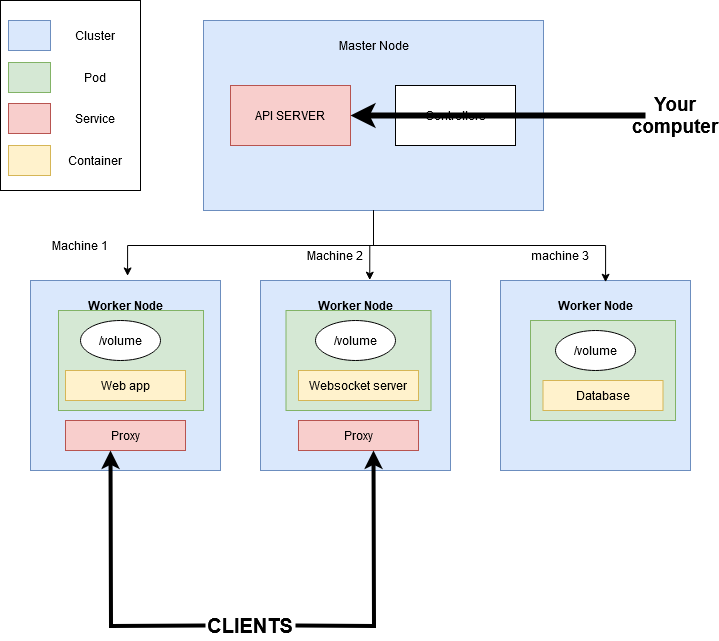 Cluster
Pod
Service
Container
Master Node
API SERVER
Controllers
Your
computer
Machine 1
Machine 2
machine 3
Worker Node
/volume
Web app
Proxy
Worker Node
/volume
Websocket server
Proxy
Worker Node
/volume
Database
CLIENTS